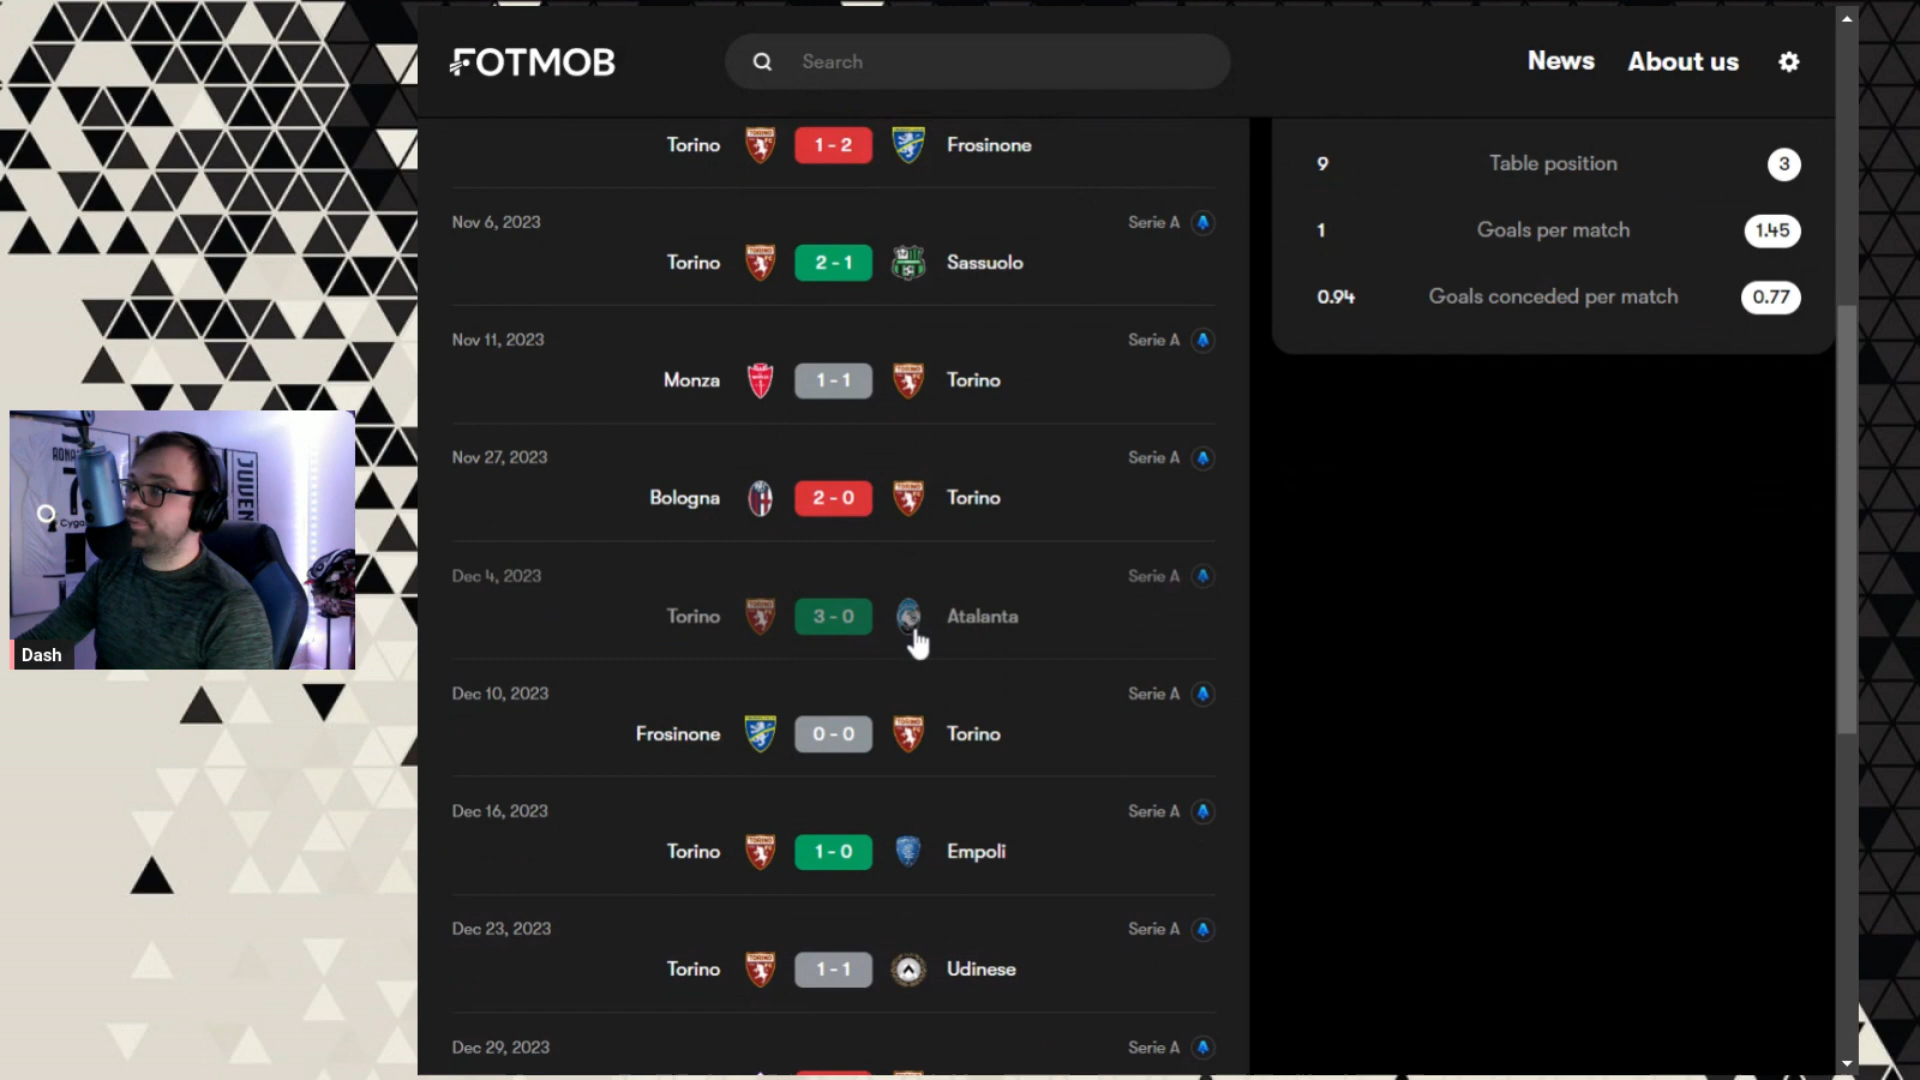 FOTMOB
Search
News
About us
Torino 1 - 2 Frosinone
Nov 6, 2023 Serie A
Torino 2 - 1 Sassuolo
Nov 11, 2023 Serie A
Monza 1 - 1 Torino
Nov 27, 2023 Serie A
Bologna 2 - 0 Torino
Dec 4, 2023 Serie A
Torino 3 - 0 Atalanta
Dec 10, 2023 Serie A
Frosinone 0 - 0 Torino
Dec 16, 2023 Serie A
Torino 1 - 0 Empoli
Dec 23, 2023 Serie A
Torino 1 - 1 Udinese
Dec 29, 2023 Serie A
9 Table position 3
1 Goals per match 1.45
0.94 Goals conceded per match 0.77
Dash